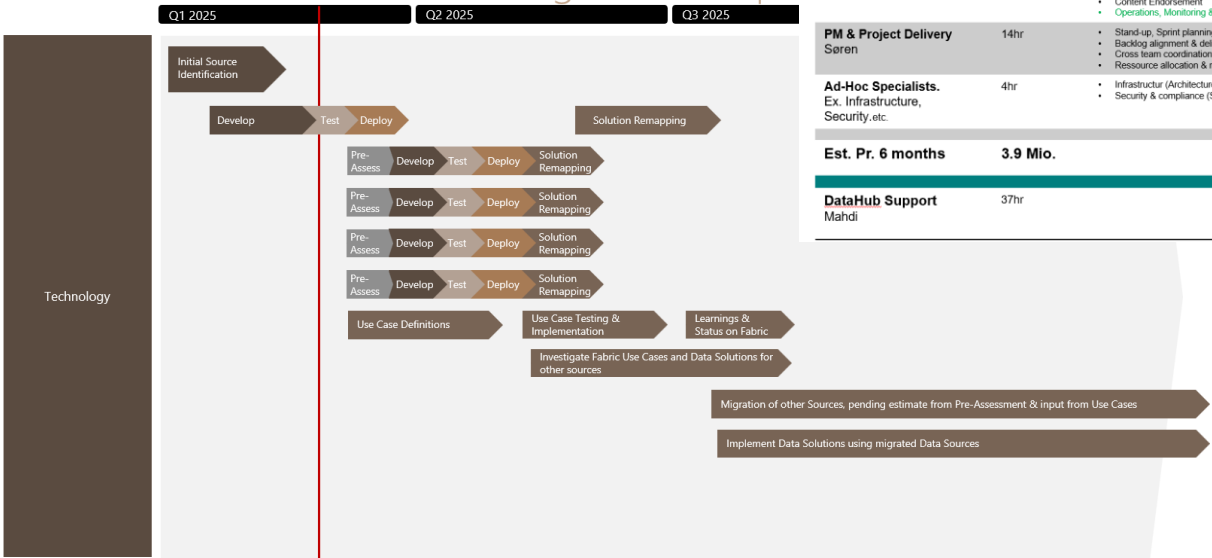 Q1 2025
Q2 2025
Q3 2025
Technology
Initial Source
Identification
Develop
Test
Deploy
Solution Remapping
Pre-
Assess
Develop
Test
Deploy
Solution
Remapping
Pre-
Assess
Develop
Test
Deploy
Solution
Remapping
Pre-
Assess
Develop
Test
Deploy
Solution
Remapping
Pre-
Assess
Develop
Test
Deploy
Solution
Remapping
Use Case Definitions
Use Case Testing &
Implementation
Learnings &
Status on Fabric
Investigate Fabric Use Cases and Data Solutions for
other sources
Migration of other Sources, pending estimate from Pre-Assessment & input from Use Cases
Implement Data Solutions using migrated Data Sources
• Content Endorsement
• Operations, Monitoring &
PM & Project Delivery
Søren
14hr
• Stand-up, Sprint planning
• Backlog alignment &
• Cross team coordination
• Ressource allocation &
Ad-Hoc Specialists.
Ex. Infrastructure,
Security.etc.
4hr
• Infrastructur (Architecture
• Security & compliance
Est. Pr. 6 months
3.9 Mio.
DataHub Support
Mahdi
37hr